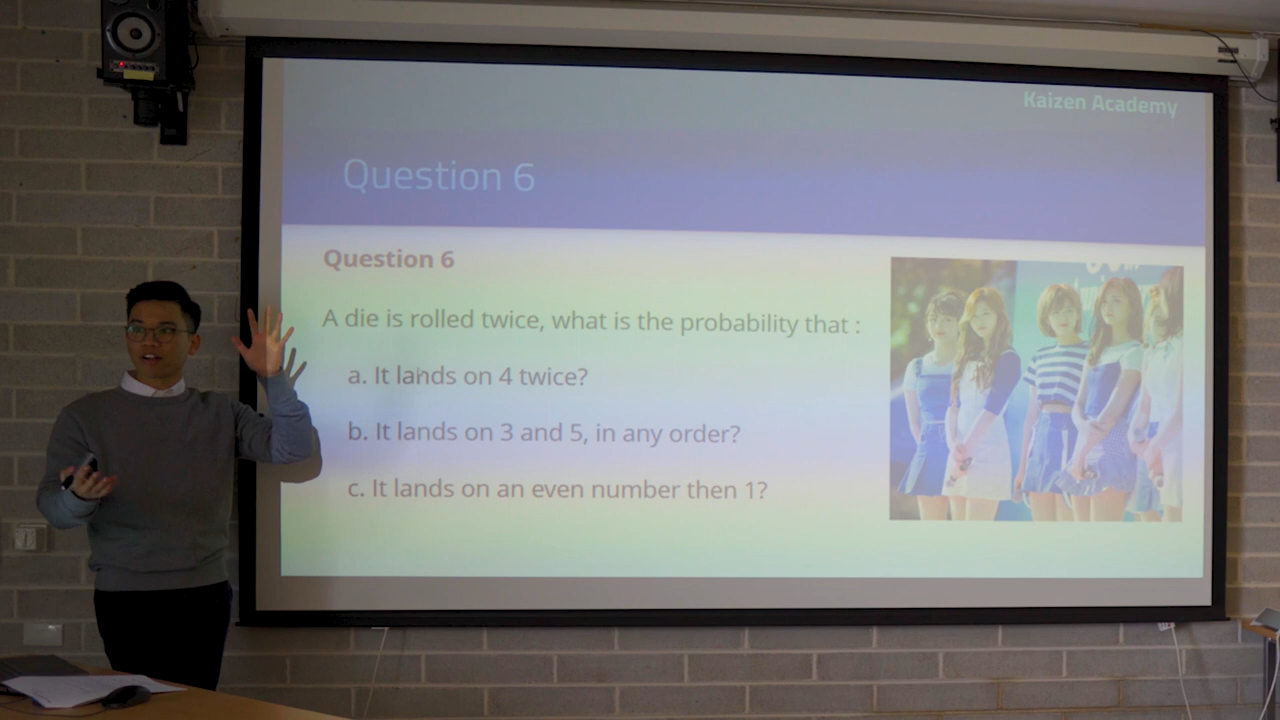 Kaizen Academy
Question 6
Question 6
A die is rolled twice, what is the probability that :
a. It lands on 4 twice?
b. It lands on 3 and 5, in any order?
c. It lands on an even number then 1?